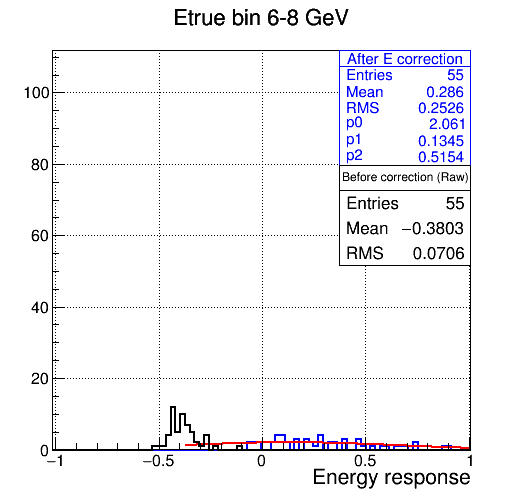 Etrue bin 6-8 GeV
After E correction
Entries 55
Mean 0.286
RMS 0.2526
p0 2.061
p1 0.1345
p2 0.5154
Before correction (Raw)
Entries 55
Mean −0.3803
RMS 0.0706
100
80
60
40
20
0
−1 −0.5 0 0.5 1
Energy response